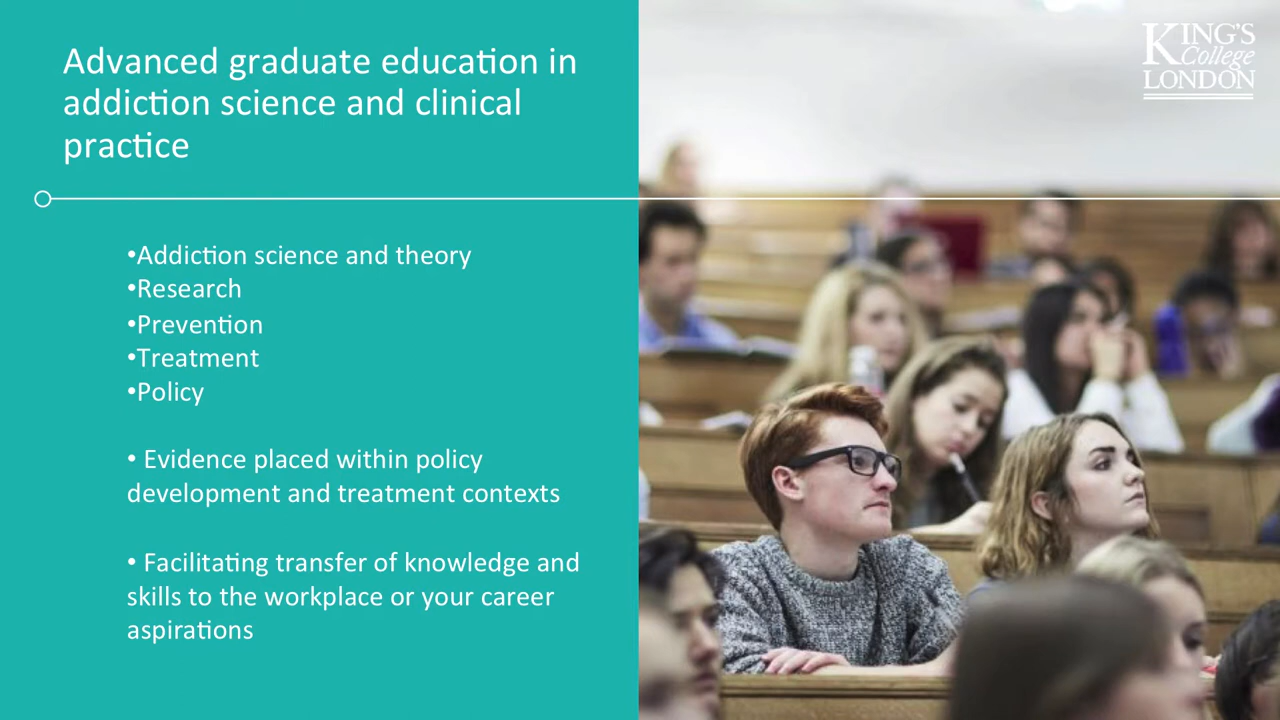 Advanced graduate education in
addiction science and clinical
practice
KING'S
College
LONDON
•Addiction science and theory
•Research
•Prevention
•Treatment
•Policy
• Evidence placed within policy
development and treatment contexts
• Facilitating transfer of knowledge and
skills to the workplace or your career
aspirations